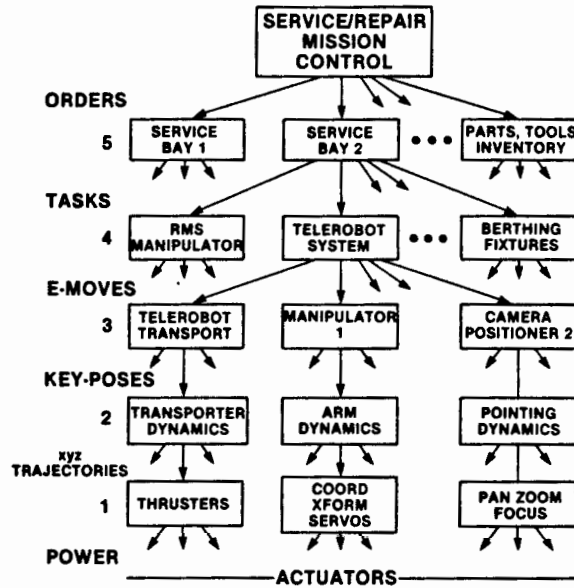 SERVICE/REPAIR
MISSION
CONTROL
ORDERS
5
SERVICE
BAY 1
SERVICE
BAY 2
PARTS, TOOLS
INVENTORY
TASKS
4
RMS
MANIPULATOR
TELEROBOT
SYSTEM
BERTHING
FIXTURES
E-MOVES
3
TELEROBOT
TRANSPORT
MANIPULATOR
1
CAMERA
POSITIONER 2
KEY-POSES
2
TRANSPORTER
DYNAMICS
ARM
DYNAMICS
POINTING
DYNAMICS
xyz
TRAJECTORIES
1
THRUSTERS
COORD
XFORM
SERVOS
PAN ZOOM
FOCUS
POWER
ACTUATORS